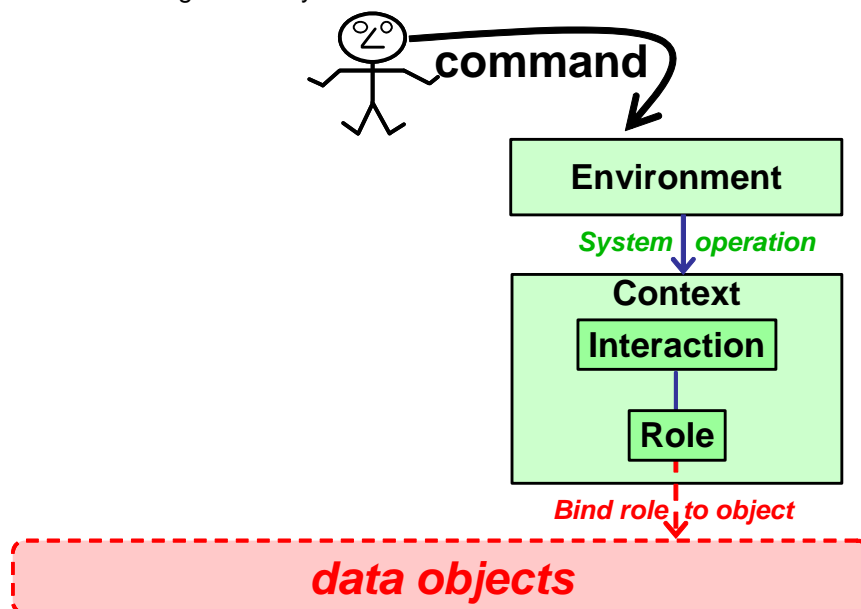 command
Environment
System operation
Context
Interaction
Role
Bind role to object
data objects